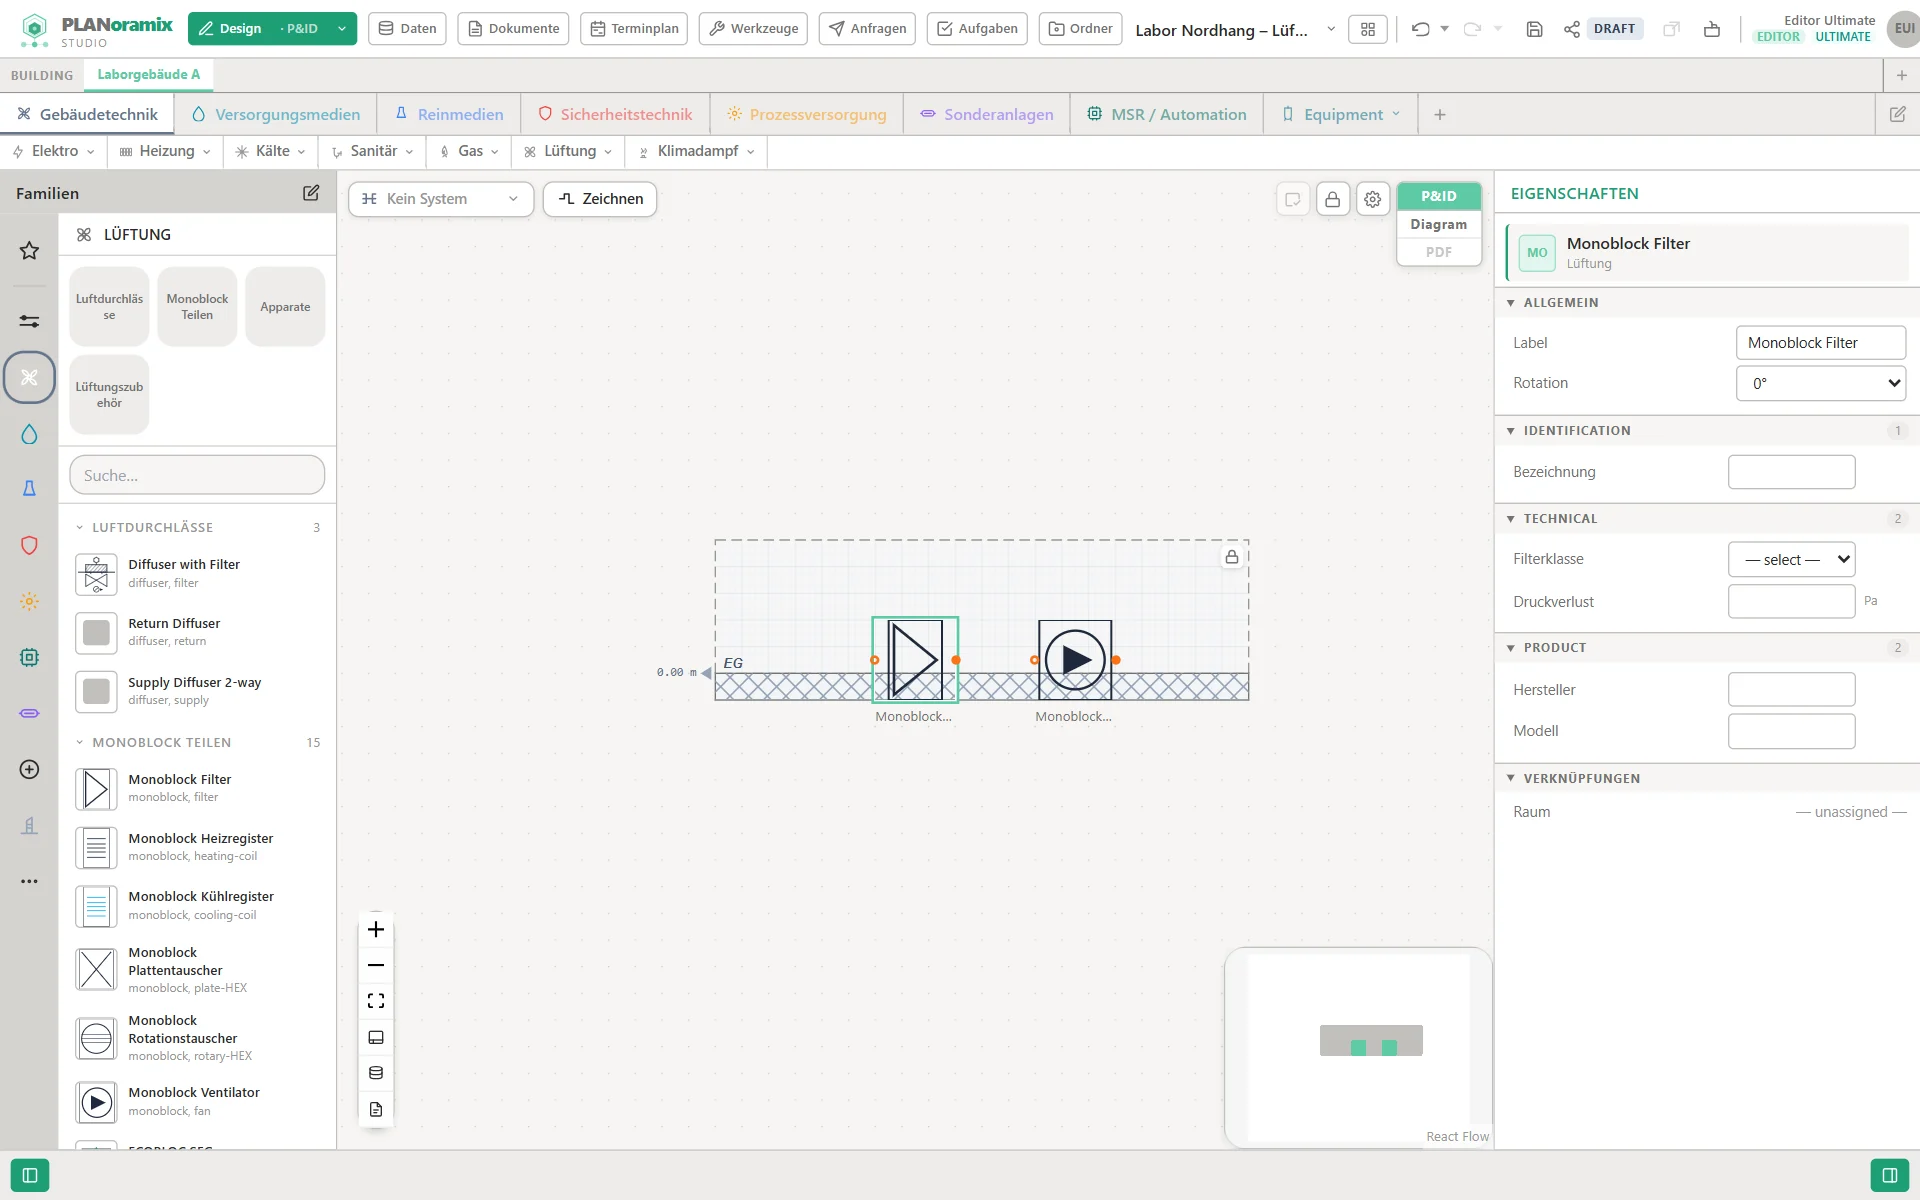 PLANoramix
STUDIO
Design · P&ID
Daten
Dokumente
Terminplan
Werkzeuge
Anfragen
Aufgaben
Ordner
Labor Nordhang – Lüf...
DRAFT
Editor Ultimate
EDITOR ULTIMATE
EUI
BUILDING
Laborgebäude A
Gebäudetechnik
Versorgungsmedien
Reinmedien
Sicherheitstechnik
Prozessversorgung
Sonderanlagen
MSR / Automation
Equipment
Elektro
Heizung
Kälte
Sanitär
Gas
Lüftung
Klimadampf
Familien
LÜFTUNG
Luftdurchläs
se
Monoblock
Teilen
Apparate
Lüftungszub
ehör
Suche...
LUFTDURCHLÄSSE 3
Diffuser with Filter
diffuser, filter
Return Diffuser
diffuser, return
Supply Diffuser 2-way
diffuser, supply
MONOBLOCK TEILEN 15
Monoblock Filter
monoblock, filter
Monoblock Heizregister
monoblock, heating-coil
Monoblock Kühlregister
monoblock, cooling-coil
Monoblock
Plattentauscher
monoblock, plate-HEX
Monoblock
Rotationstauscher
monoblock, rotary-HEX
Monoblock Ventilator
monoblock, fan
Kein System
Zeichnen
P&ID
Diagram
PDF
0.00 m
EG
Monoblock...
Monoblock...
React Flow
EIGENSCHAFTEN
MO
Monoblock Filter
Lüftung
ALLGEMEIN
Label
Monoblock Filter
Rotation
0°
IDENTIFICATION 1
Bezeichnung
TECHNICAL 2
Filterklasse
— select —
Druckverlust
Pa
PRODUCT 2
Hersteller
Modell
VERKNÜPFUNGEN
Raum
— unassigned —